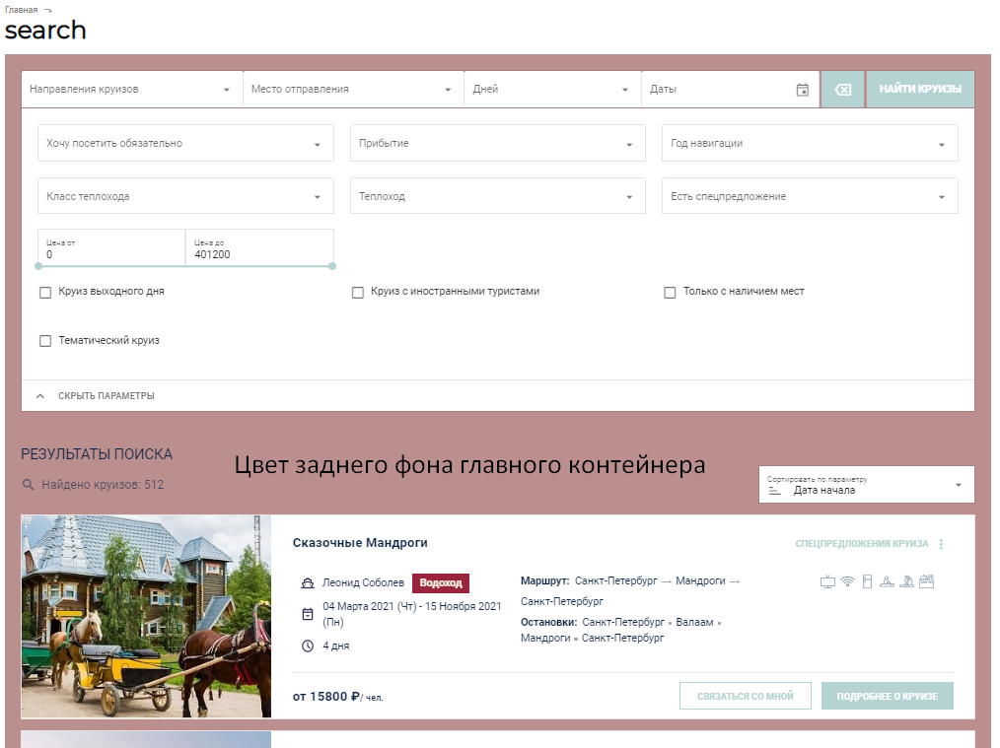 Главная →
search
Направления круизов
Место отправления
Дней
Даты
НАЙТИ КРУИЗЫ
Хочу посетить обязательно
Прибытие
Год навигации
Класс теплохода
Теплоход
Есть спецпредложение
Цена от
0
Цена до
401200
Круиз выходного дня
Круиз с иностранными туристами
Только с наличием мест
Тематический круиз
СКРЫТЬ ПАРАМЕТРЫ
РЕЗУЛЬТАТЫ ПОИСКА
Цвет заднего фона главного контейнера
Найдено круизов: 512
Сортировать по параметру
Дата начала
Сказочные Мандроги
СПЕЦПРЕДЛОЖЕНИЯ КРУИЗА
Леонид Соболев Водоход
04 Марта 2021 (Чт) - 15 Ноября 2021
(Пн)
4 дня
Маршрут: Санкт-Петербург → Мандроги →
Санкт-Петербург
Остановки: Санкт-Петербург • Валаам •
Мандроги • Санкт-Петербург
от 15800 ₽/ чел.
СВЯЗАТЬСЯ СО МНОЙ
ПОДРОБНЕЕ О КРУИЗЕ